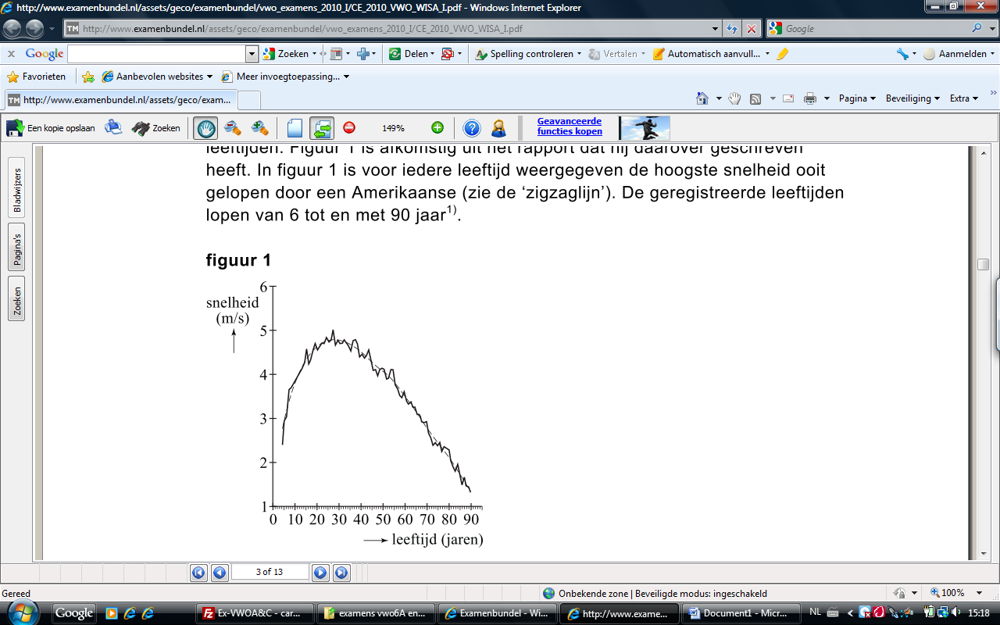 http://www.examenbundel.nl/assets/geco/examenbundel/vwo_examens_2010_I/CE_2010_VWO_WISA_I.pdf - Windows Internet Explorer
http://www.examenbundel.nl/assets/geco/examenbundel/vwo_examens_2010_I/CE_2010_VWO_WISA_I.pdf
Google
x Google Zoeken Delen Spelling controleren Vertalen Automatisch aanvull... Aanmelden
Favorieten Aanbevolen websites Meer invoegtoepassing...
TM http://www.examenbundel.nl/assets/geco/exam... Pagina Beveiliging Extra
Een kopie opslaan Zoeken 149% Geavanceerde
functies kopen
Bladwijzers
Pagina's
Zoeken
leeftijden. Figuur 1 is afkomstig uit het rapport dat hij daarover geschreven
heeft. In figuur 1 is voor iedere leeftijd weergegeven de hoogste snelheid ooit
gelopen door een Amerikaanse (zie de ‘zigzaglijn’). De geregistreerde leeftijden
lopen van 6 tot en met 90 jaar1).
figuur 1
snelheid
(m/s)
6
5
4
3
2
1
0 10 20 30 40 50 60 70 80 90
leeftijd (jaren)
3 of 13
Gereed Onbekende zone | Beveiligde modus: ingeschakeld 100%
Google Ex-VWOA&C - car... examens vwo6A en... Examenbundel - Wi... http://www.exame... Document1 - Micr... NL 15:18